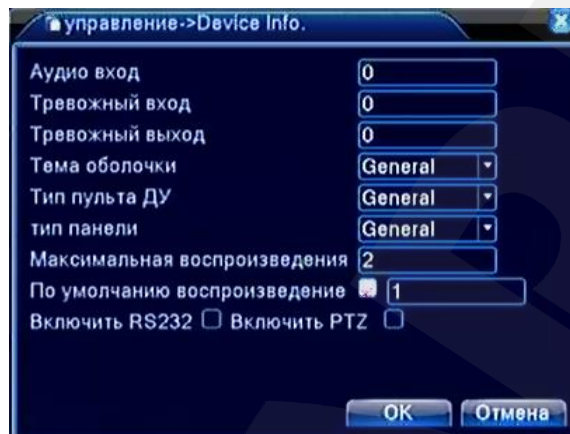 управление->Device Info.
Аудио вход 0
Тревожный вход 0
Тревожный выход 0
Тема оболочки General
Тип пульта ДУ General
тип панели General
Максимальная воспроизведения 2
По умолчанию воспроизведение 1
Включить RS232 Включить PTZ
OK Отмена